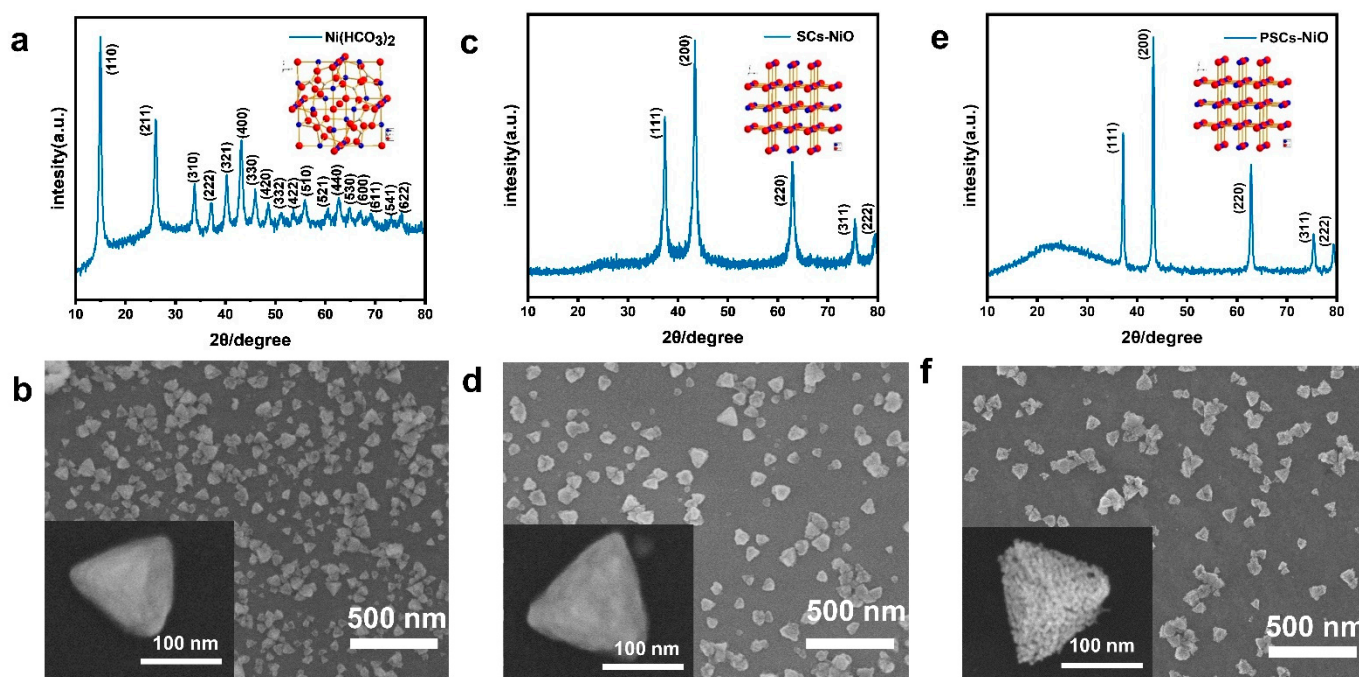 a
Ni(HCO3)2
(110)
(211)
(310)
(222)
(321)
(400)
(330)
(420)
(332)
(422)
(510)
(521)
(440)
(530)
(600)
(611)
(541)
(622)
intesity(a.u.)
10 20 30 40 50 60 70 80
2θ/degree
c
SCs-NiO
(111)
(200)
(220)
(311)
(222)
intesity(a.u.)
10 20 30 40 50 60 70 80
2θ/degree
e
PSCs-NiO
(111)
(200)
(220)
(311)
(222)
intesity(a.u.)
10 20 30 40 50 60 70 80
2θ/degree
b
100 nm
500 nm
d
100 nm
500 nm
f
100 nm
500 nm